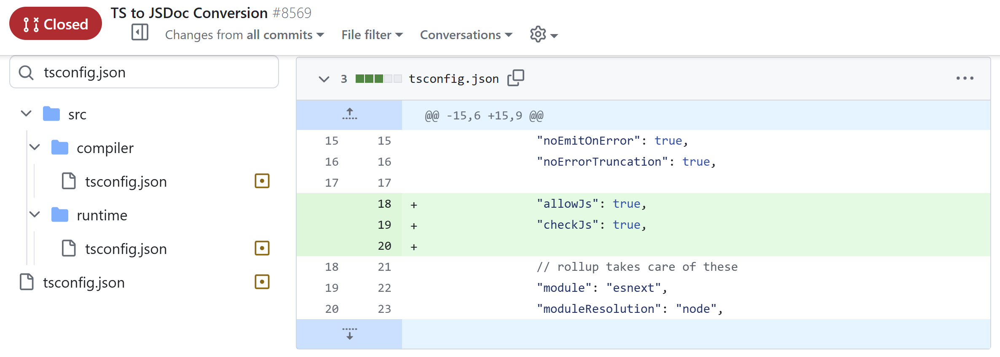 Closed
TS to JSDoc Conversion #8569
Changes from all commits File filter Conversations
tsconfig.json
src
compiler
tsconfig.json
runtime
tsconfig.json
tsconfig.json
3 tsconfig.json
@@ -15,6 +15,9 @@
15 15 "noEmitOnError": true,
16 16 "noErrorTruncation": true,
17 17
18 + "allowJs": true,
19 + "checkJs": true,
20 +
18 21 // rollup takes care of these
19 22 "module": "esnext",
20 23 "moduleResolution": "node",